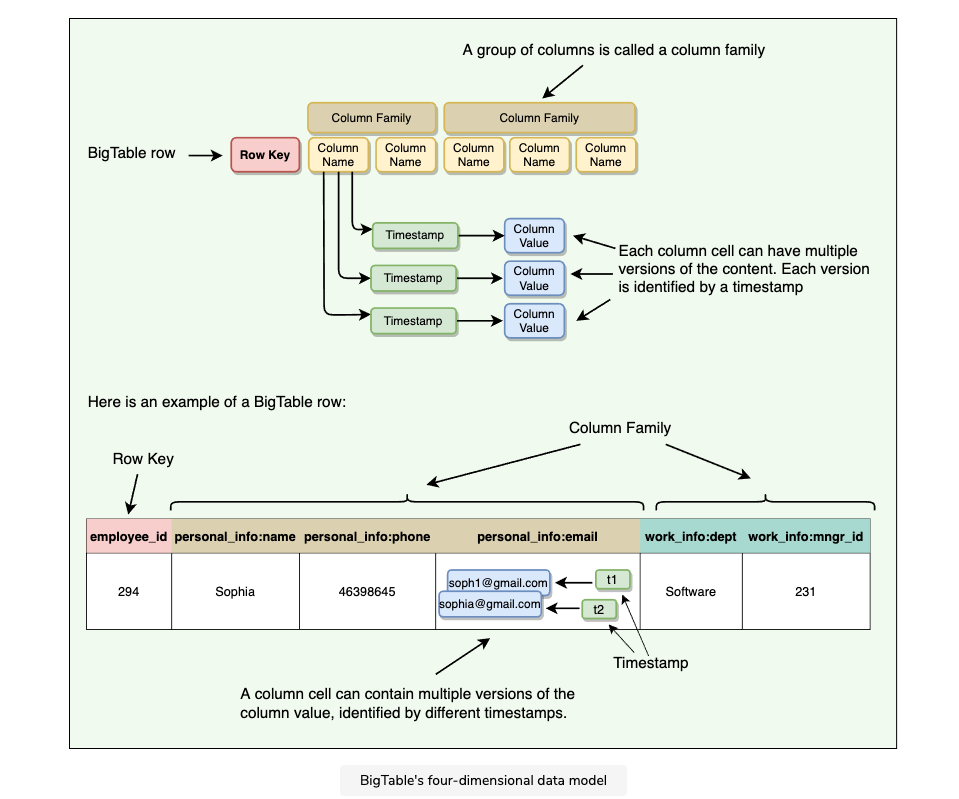 A group of columns is called a column family
Column Family
Column Family
BigTable row
Row Key
Column
Name
Column
Name
Column
Name
Column
Name
Column
Name
Timestamp
Column
Value
Timestamp
Column
Value
Timestamp
Column
Value
Each column cell can have multiple
versions of the content. Each version
is identified by a timestamp
Here is an example of a BigTable row:
Column Family
Row Key
employee_id personal_info:name personal_info:phone personal_info:email work_info:dept work_info:mngr_id
294 Sophia 46398645 soph1@gmail.com t1 Software 231
sophia@gmail.com t2
Timestamp
A column cell can contain multiple versions of the
column value, identified by different timestamps.
BigTable's four-dimensional data model